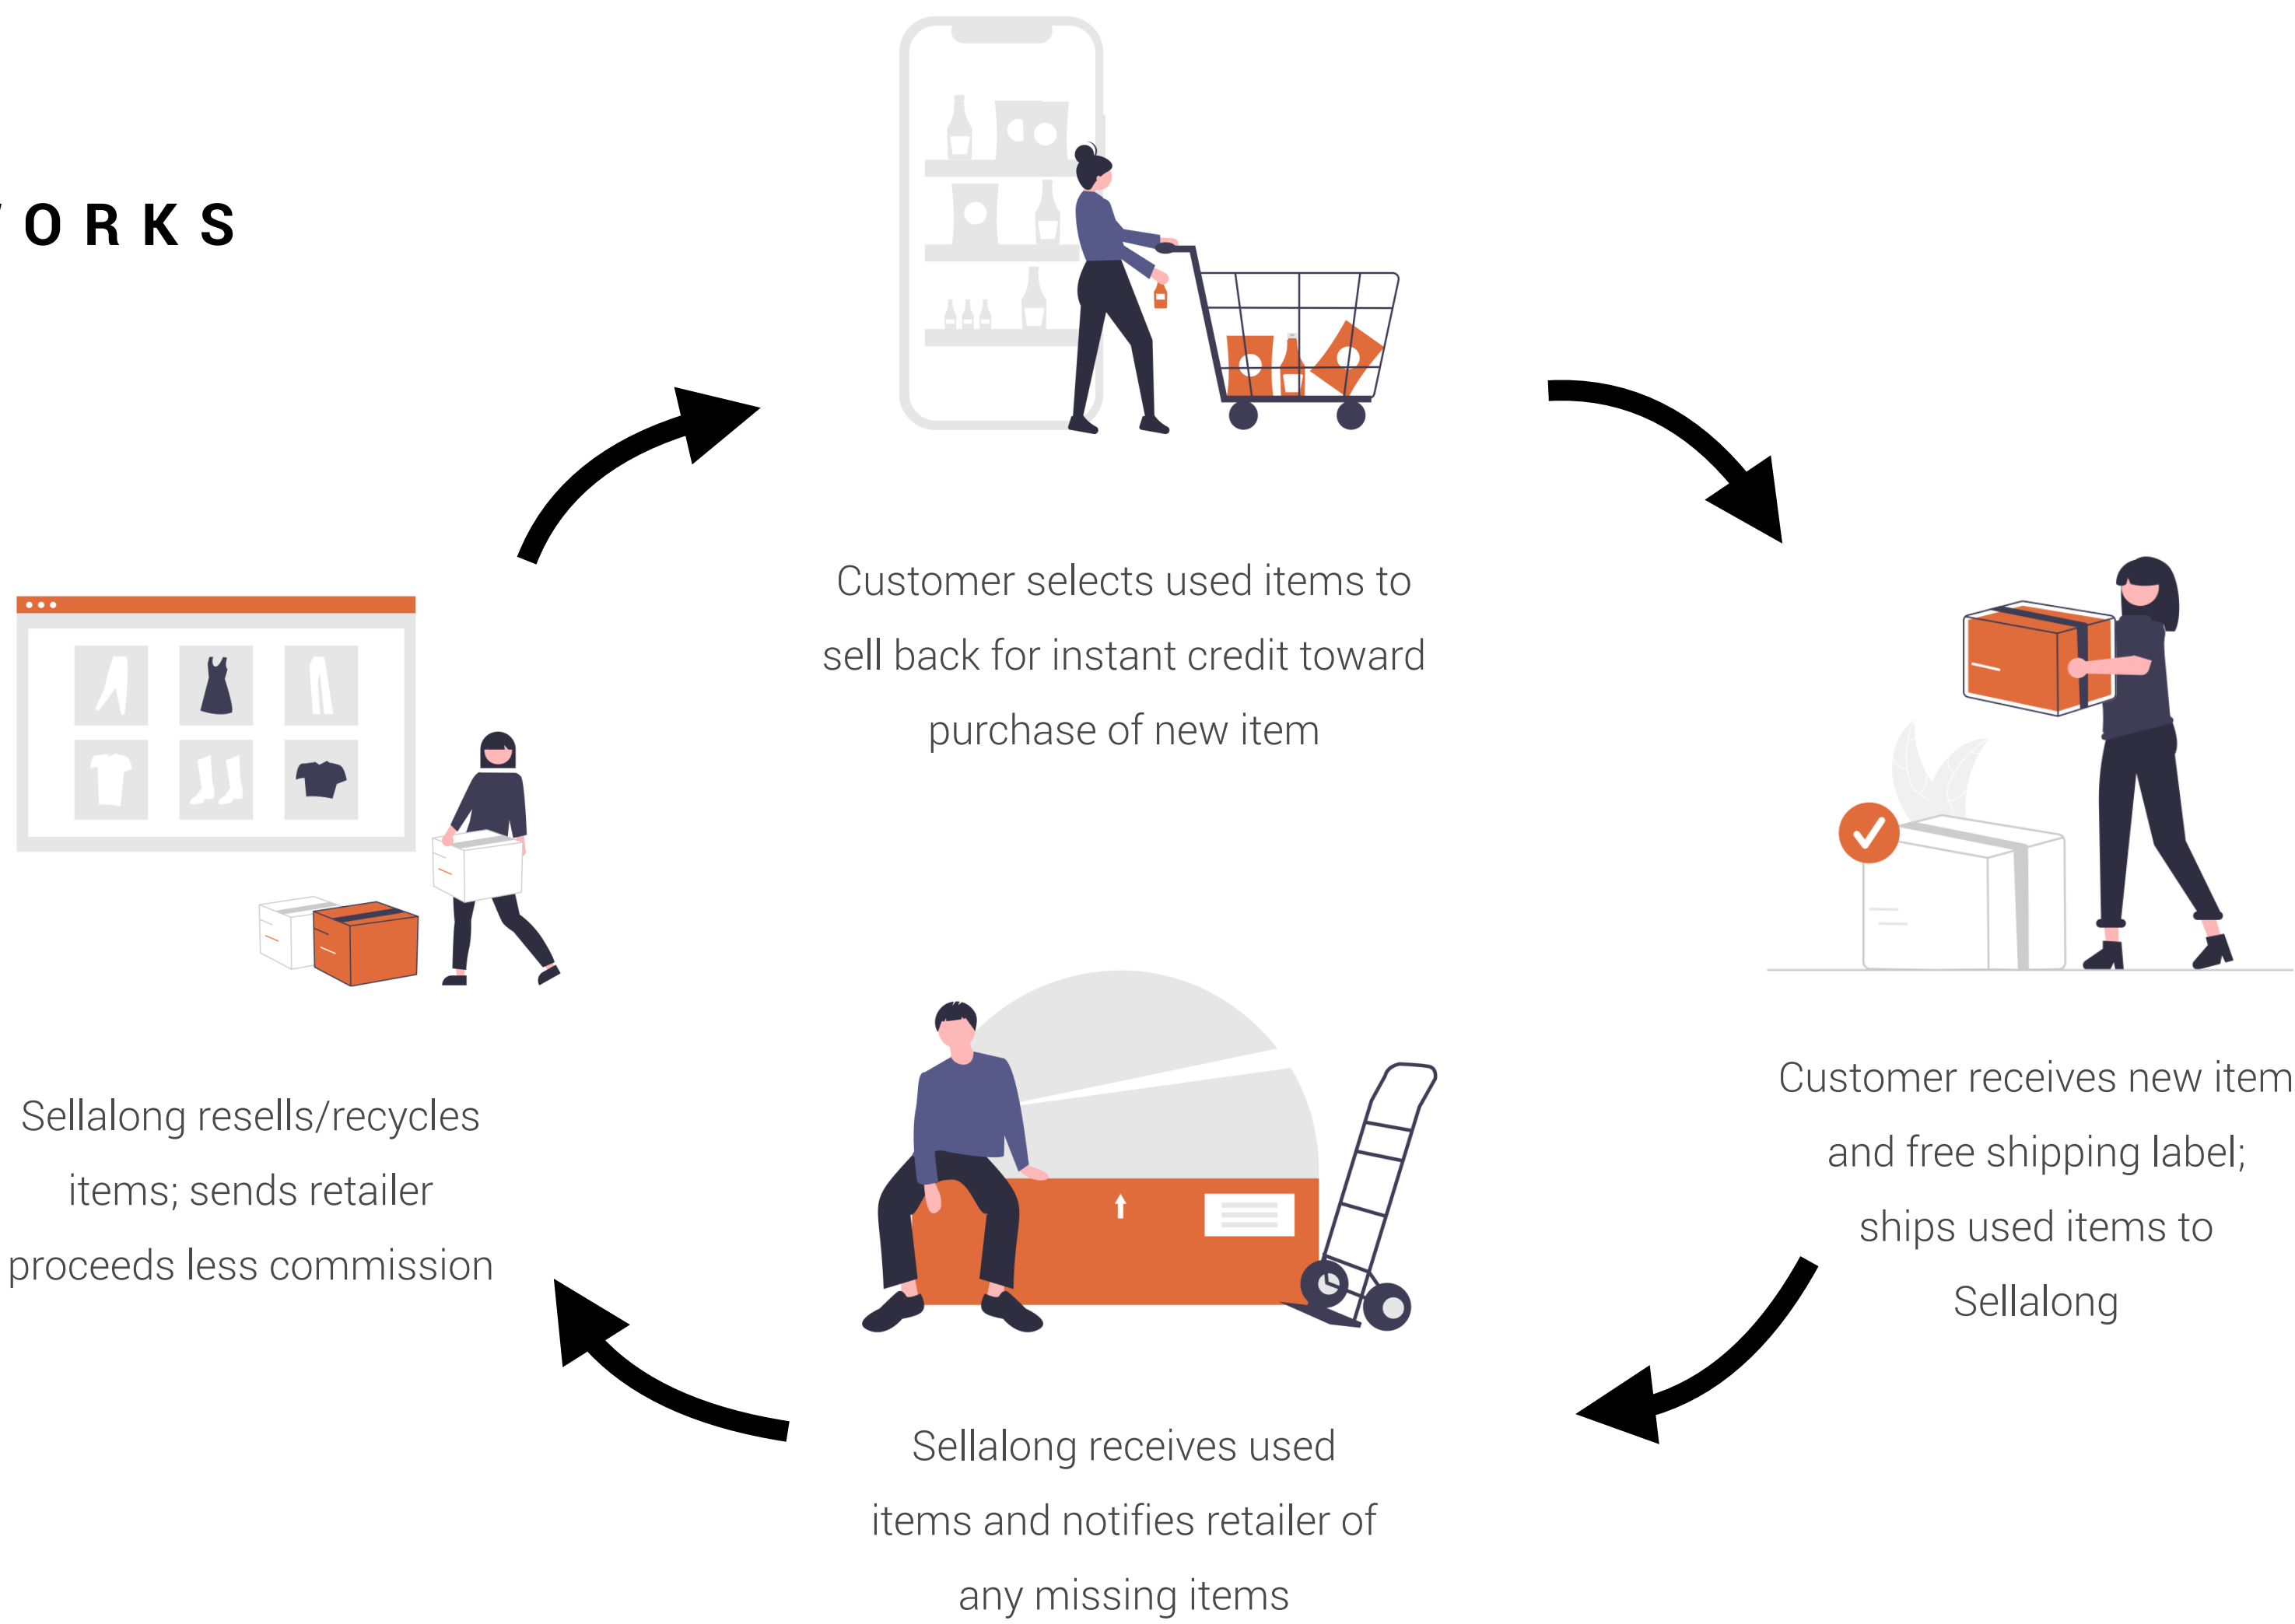 ORKS
Customer selects used items to
sell back for instant credit toward
purchase of new item
Customer receives new item
and free shipping label;
ships used items to
Sellalong
Sellalong receives used
items and notifies retailer of
any missing items
Sellalong resells/recycles
items; sends retailer
proceeds less commission